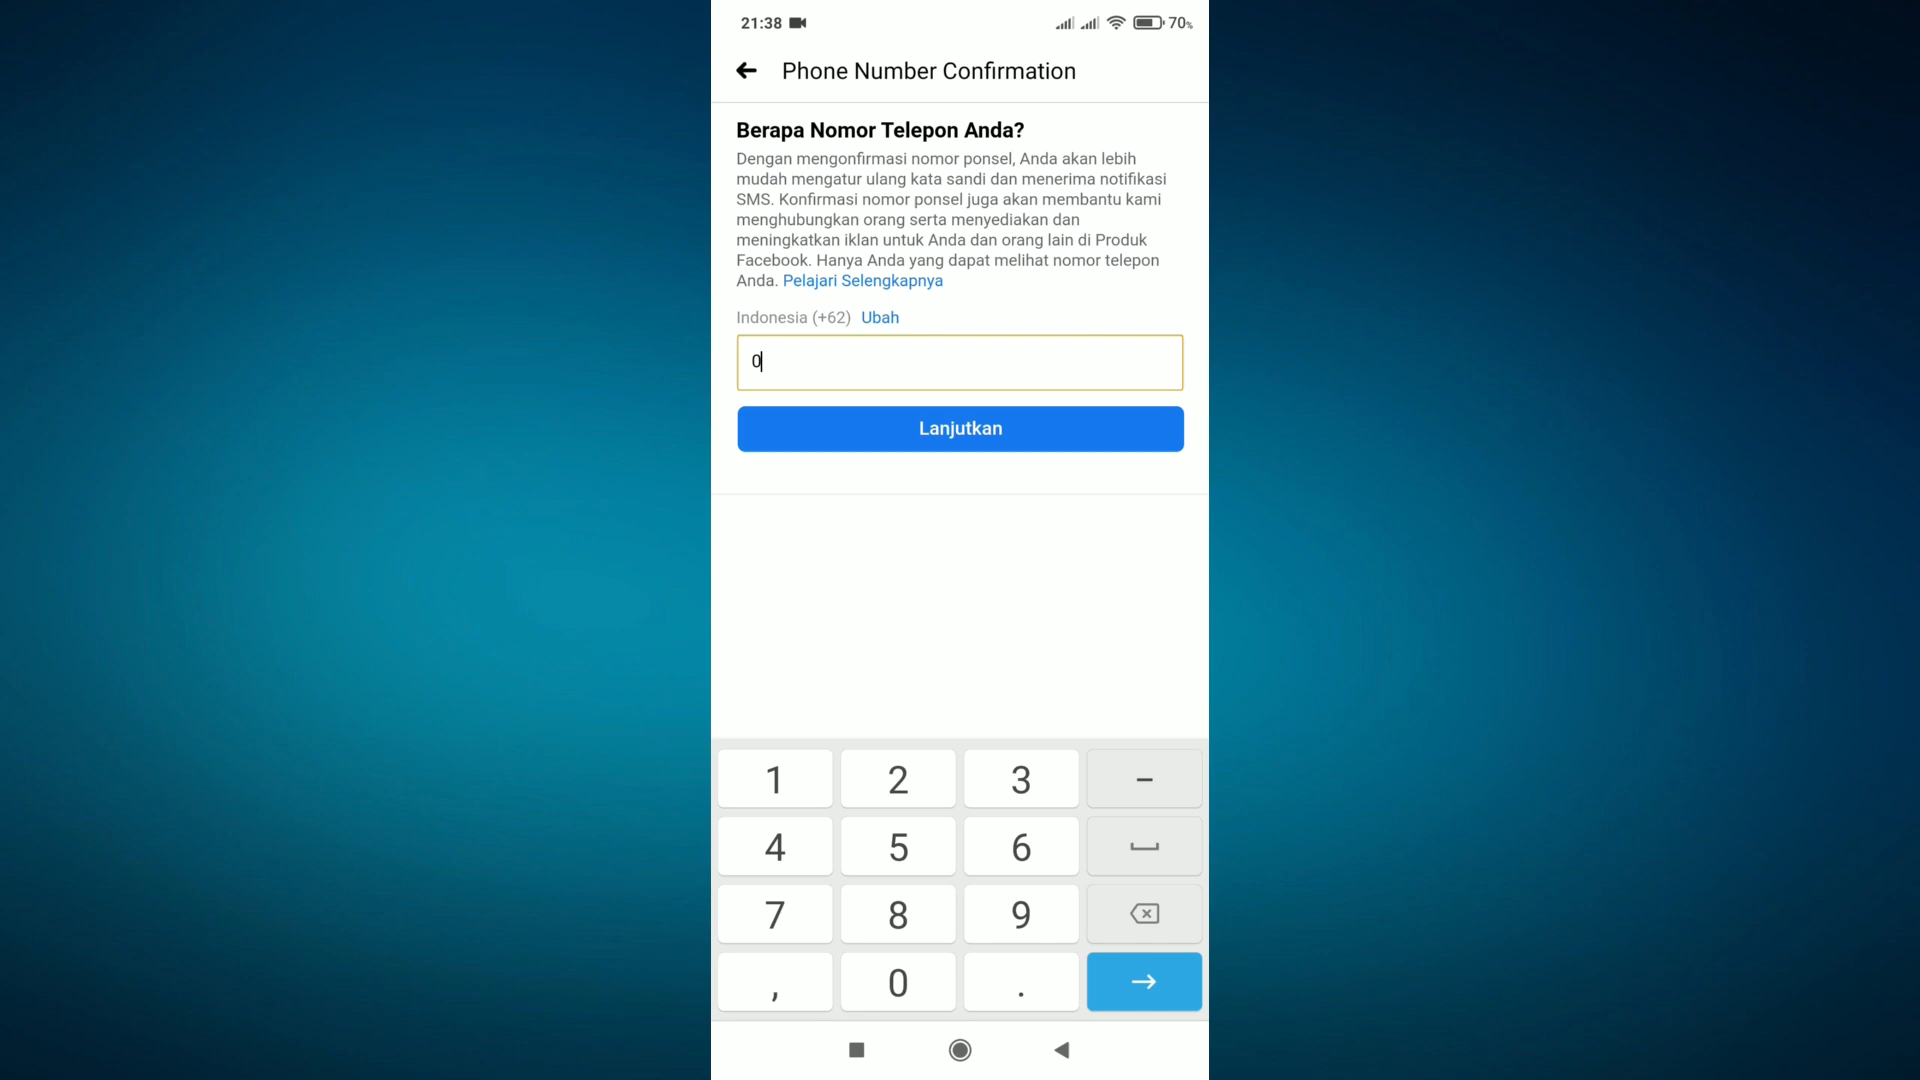 21:38
70%
Phone Number Confirmation
Berapa Nomor Telepon Anda?
Dengan mengonfirmasi nomor ponsel, Anda akan lebih
mudah mengatur ulang kata sandi dan menerima notifikasi
SMS. Konfirmasi nomor ponsel juga akan membantu kami
menghubungkan orang serta menyediakan dan
meningkatkan iklan untuk Anda dan orang lain di Produk
Facebook. Hanya Anda yang dapat melihat nomor telepon
Anda. Pelajari Selengkapnya
Indonesia (+62) Ubah
0
Lanjutkan
1 2 3 –
4 5 6
7 8 9
, 0 .